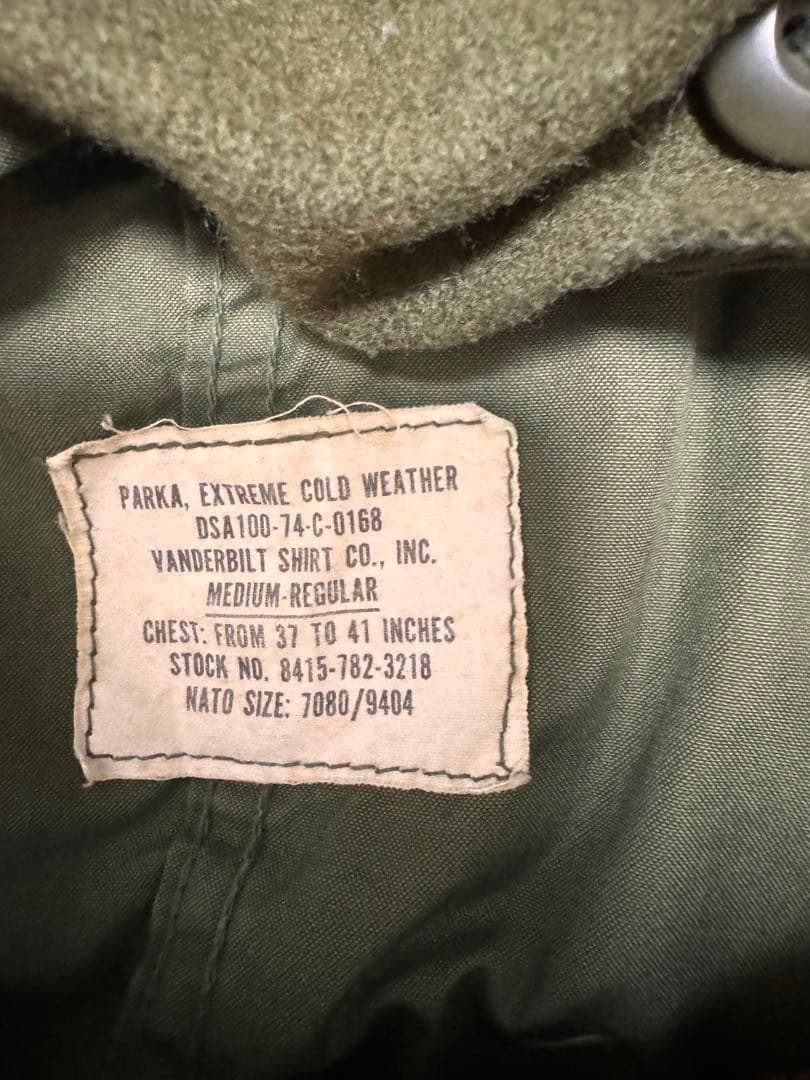 PARKA, EXTREME COLD WEATHER
DSA100-74-C-0168
VANDERBILT SHIRT CO., INC.
MEDIUM-REGULAR
CHEST: FROM 37 TO 41 INCHES
STOCK NO. 8415-782-3218
NATO SIZE: 7080/9404